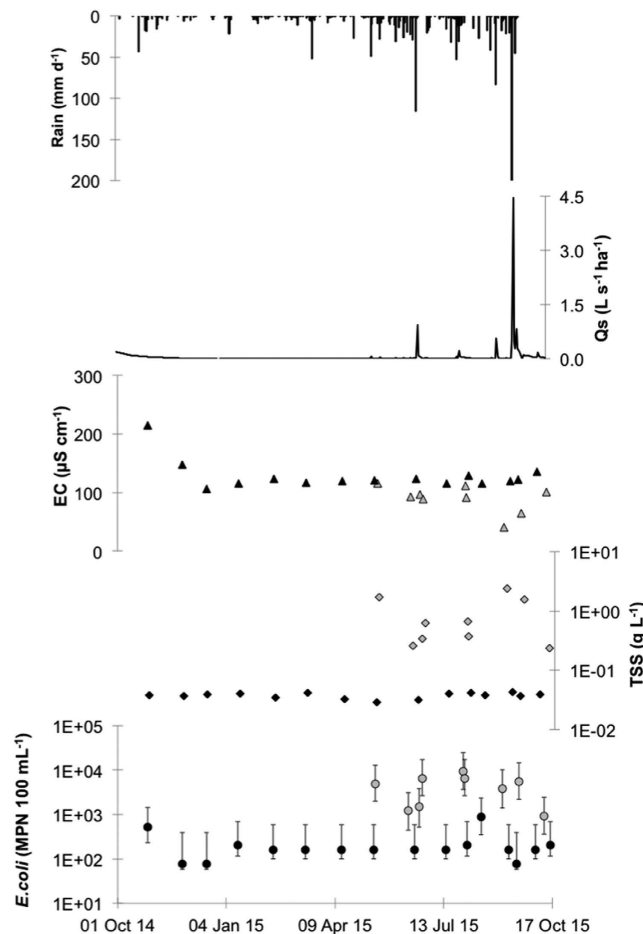 0
50
100
150
200
Rain (mm d-1)
4.5
3.0
1.5
0.0
Qs (L s-1 ha-1)
300
200
100
0
EC (µS cm-1)
1E+01
1E+00
1E-01
1E-02
TSS (g L-1)
1E+05
1E+04
1E+03
1E+02
1E+01
E.coli (MPN 100 mL-1)
01 Oct 14 04 Jan 15 09 Apr 15 13 Jul 15 17 Oct 15